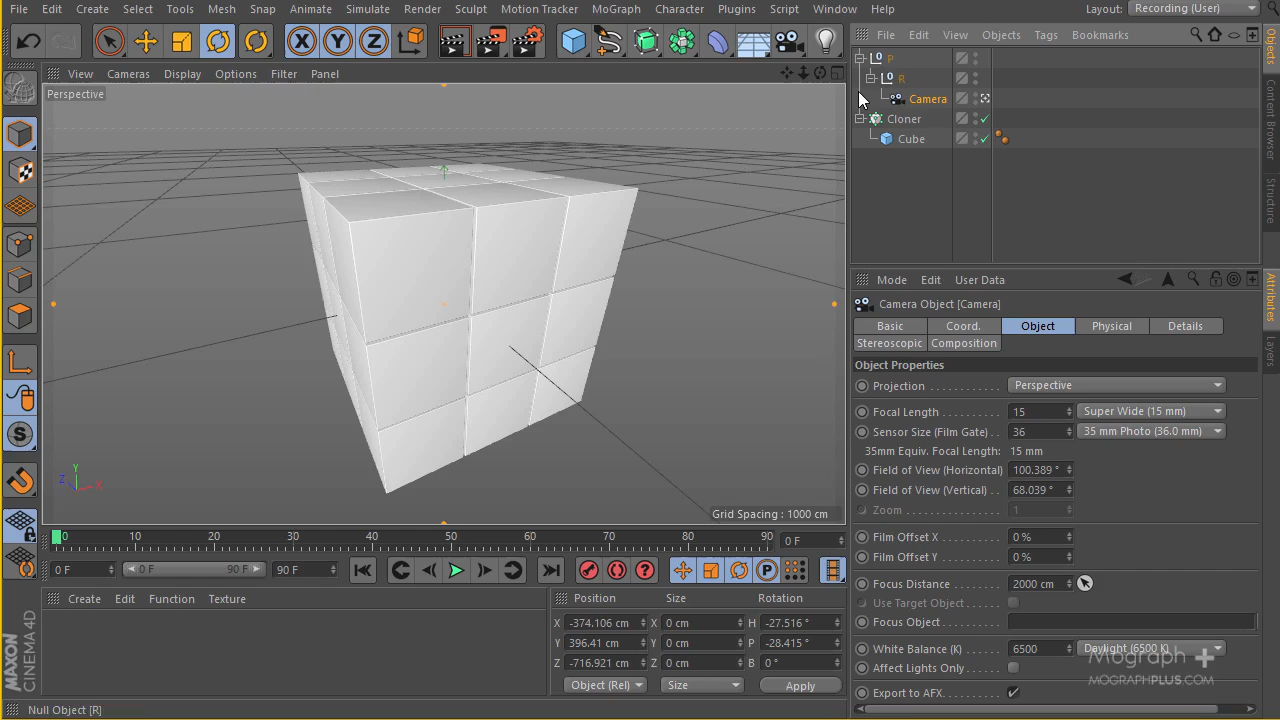 File Edit Create Select Tools Mesh Snap Animate Simulate Render Sculpt Motion Tracker MoGraph Character Plugins Script Window Help Layout: Recording (User)
X Y Z
File Edit View Objects Tags Bookmarks
View Cameras Display Options Filter Panel
Perspective
P
R
Camera
Cloner
Cube
Objects
Content Browser
Structure
Attributes
Layers
Mode Edit User Data
Camera Object [Camera]
Basic Coord. Object Physical Details
Stereoscopic Composition
Object Properties
Projection Perspective
Focal Length 15 Super Wide (15 mm)
Sensor Size (Film Gate) 36 35 mm Photo (36.0 mm)
35mm Equiv. Focal Length: 15 mm
Field of View (Horizontal) 100.389 °
Field of View (Vertical) 68.039 °
Zoom 1
Film Offset X 0 %
Film Offset Y 0 %
Focus Distance 2000 cm
Use Target Object
Focus Object
White Balance (K) 6500 Daylight (6500 K)
Affect Lights Only
Export to AFX
Mograph +
MOGRAPHPLUS.COM
Y
Z X
Grid Spacing : 1000 cm
0 10 20 30 40 50 60 70 80 90 0 F
0 F 0 F 90 F 90 F
Create Edit Function Texture
Position Size Rotation
X -374.106 cm X 0 cm H -27.516 °
Y 396.41 cm Y 0 cm P -28.415 °
Z -716.921 cm Z 0 cm B 0 °
Object (Rel) Size Apply
MAXON
CINEMA 4D
Null Object [R]